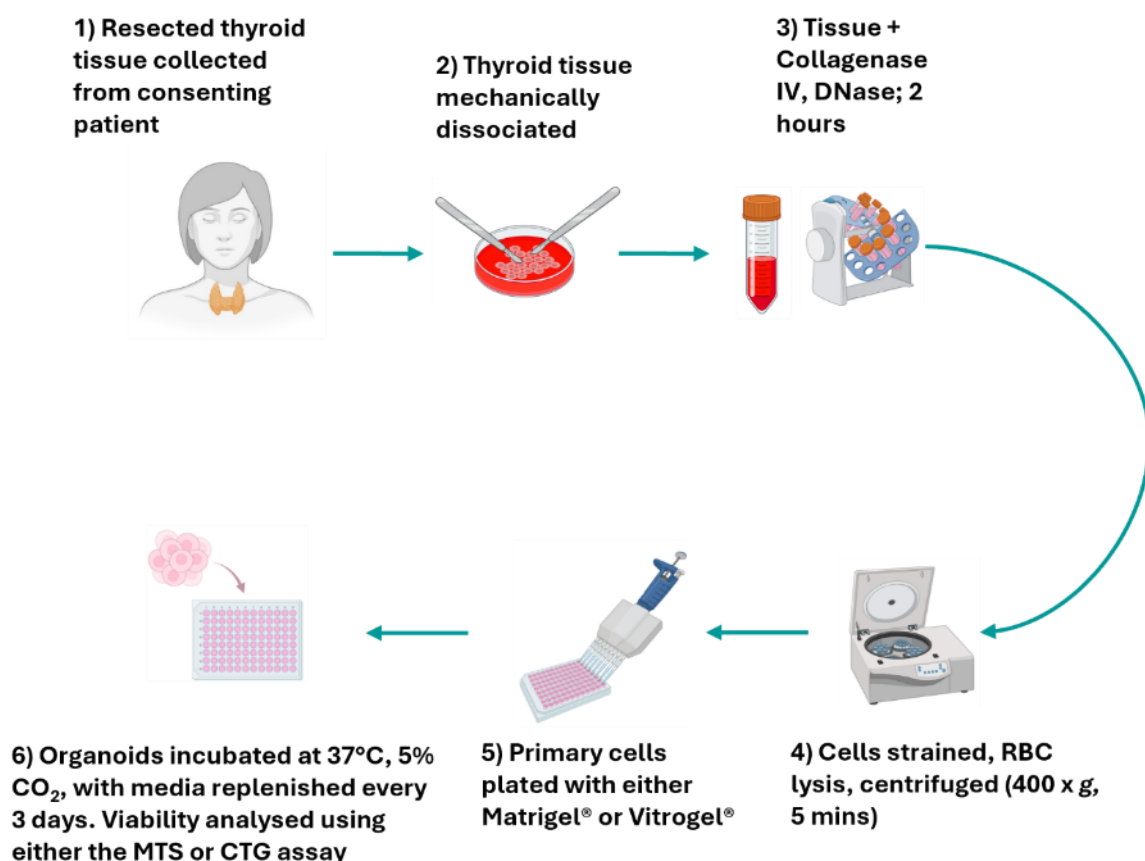 1) Resected thyroid
tissue collected
from consenting
patient
2) Thyroid tissue
mechanically
dissociated
3) Tissue +
Collagenase
IV, DNase; 2
hours
4) Cells strained, RBC
lysis, centrifuged (400 x g,
5 mins)
5) Primary cells
plated with either
Matrigel® or Vitrogel®
6) Organoids incubated at 37°C, 5%
CO₂, with media replenished every
3 days. Viability analysed using
either the MTS or CTG assay